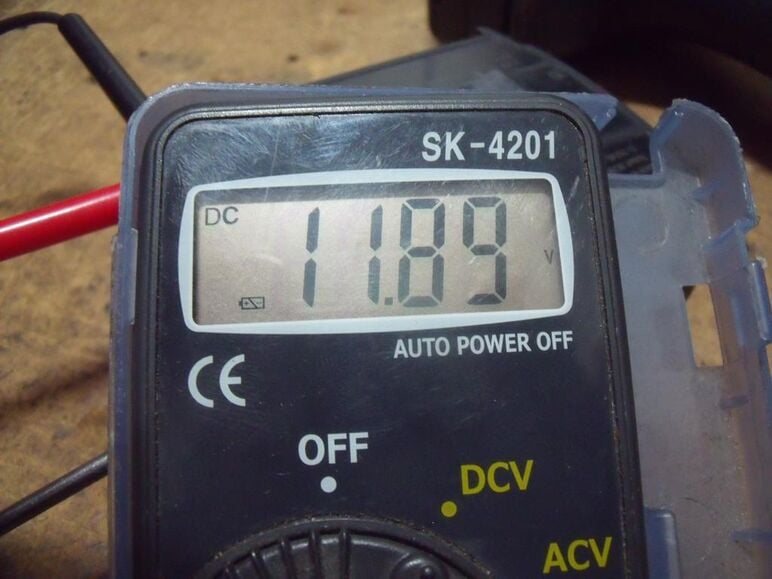 SK-4201
DC
11.89
V
AUTO POWER OFF
CE
OFF
DCV
ACV